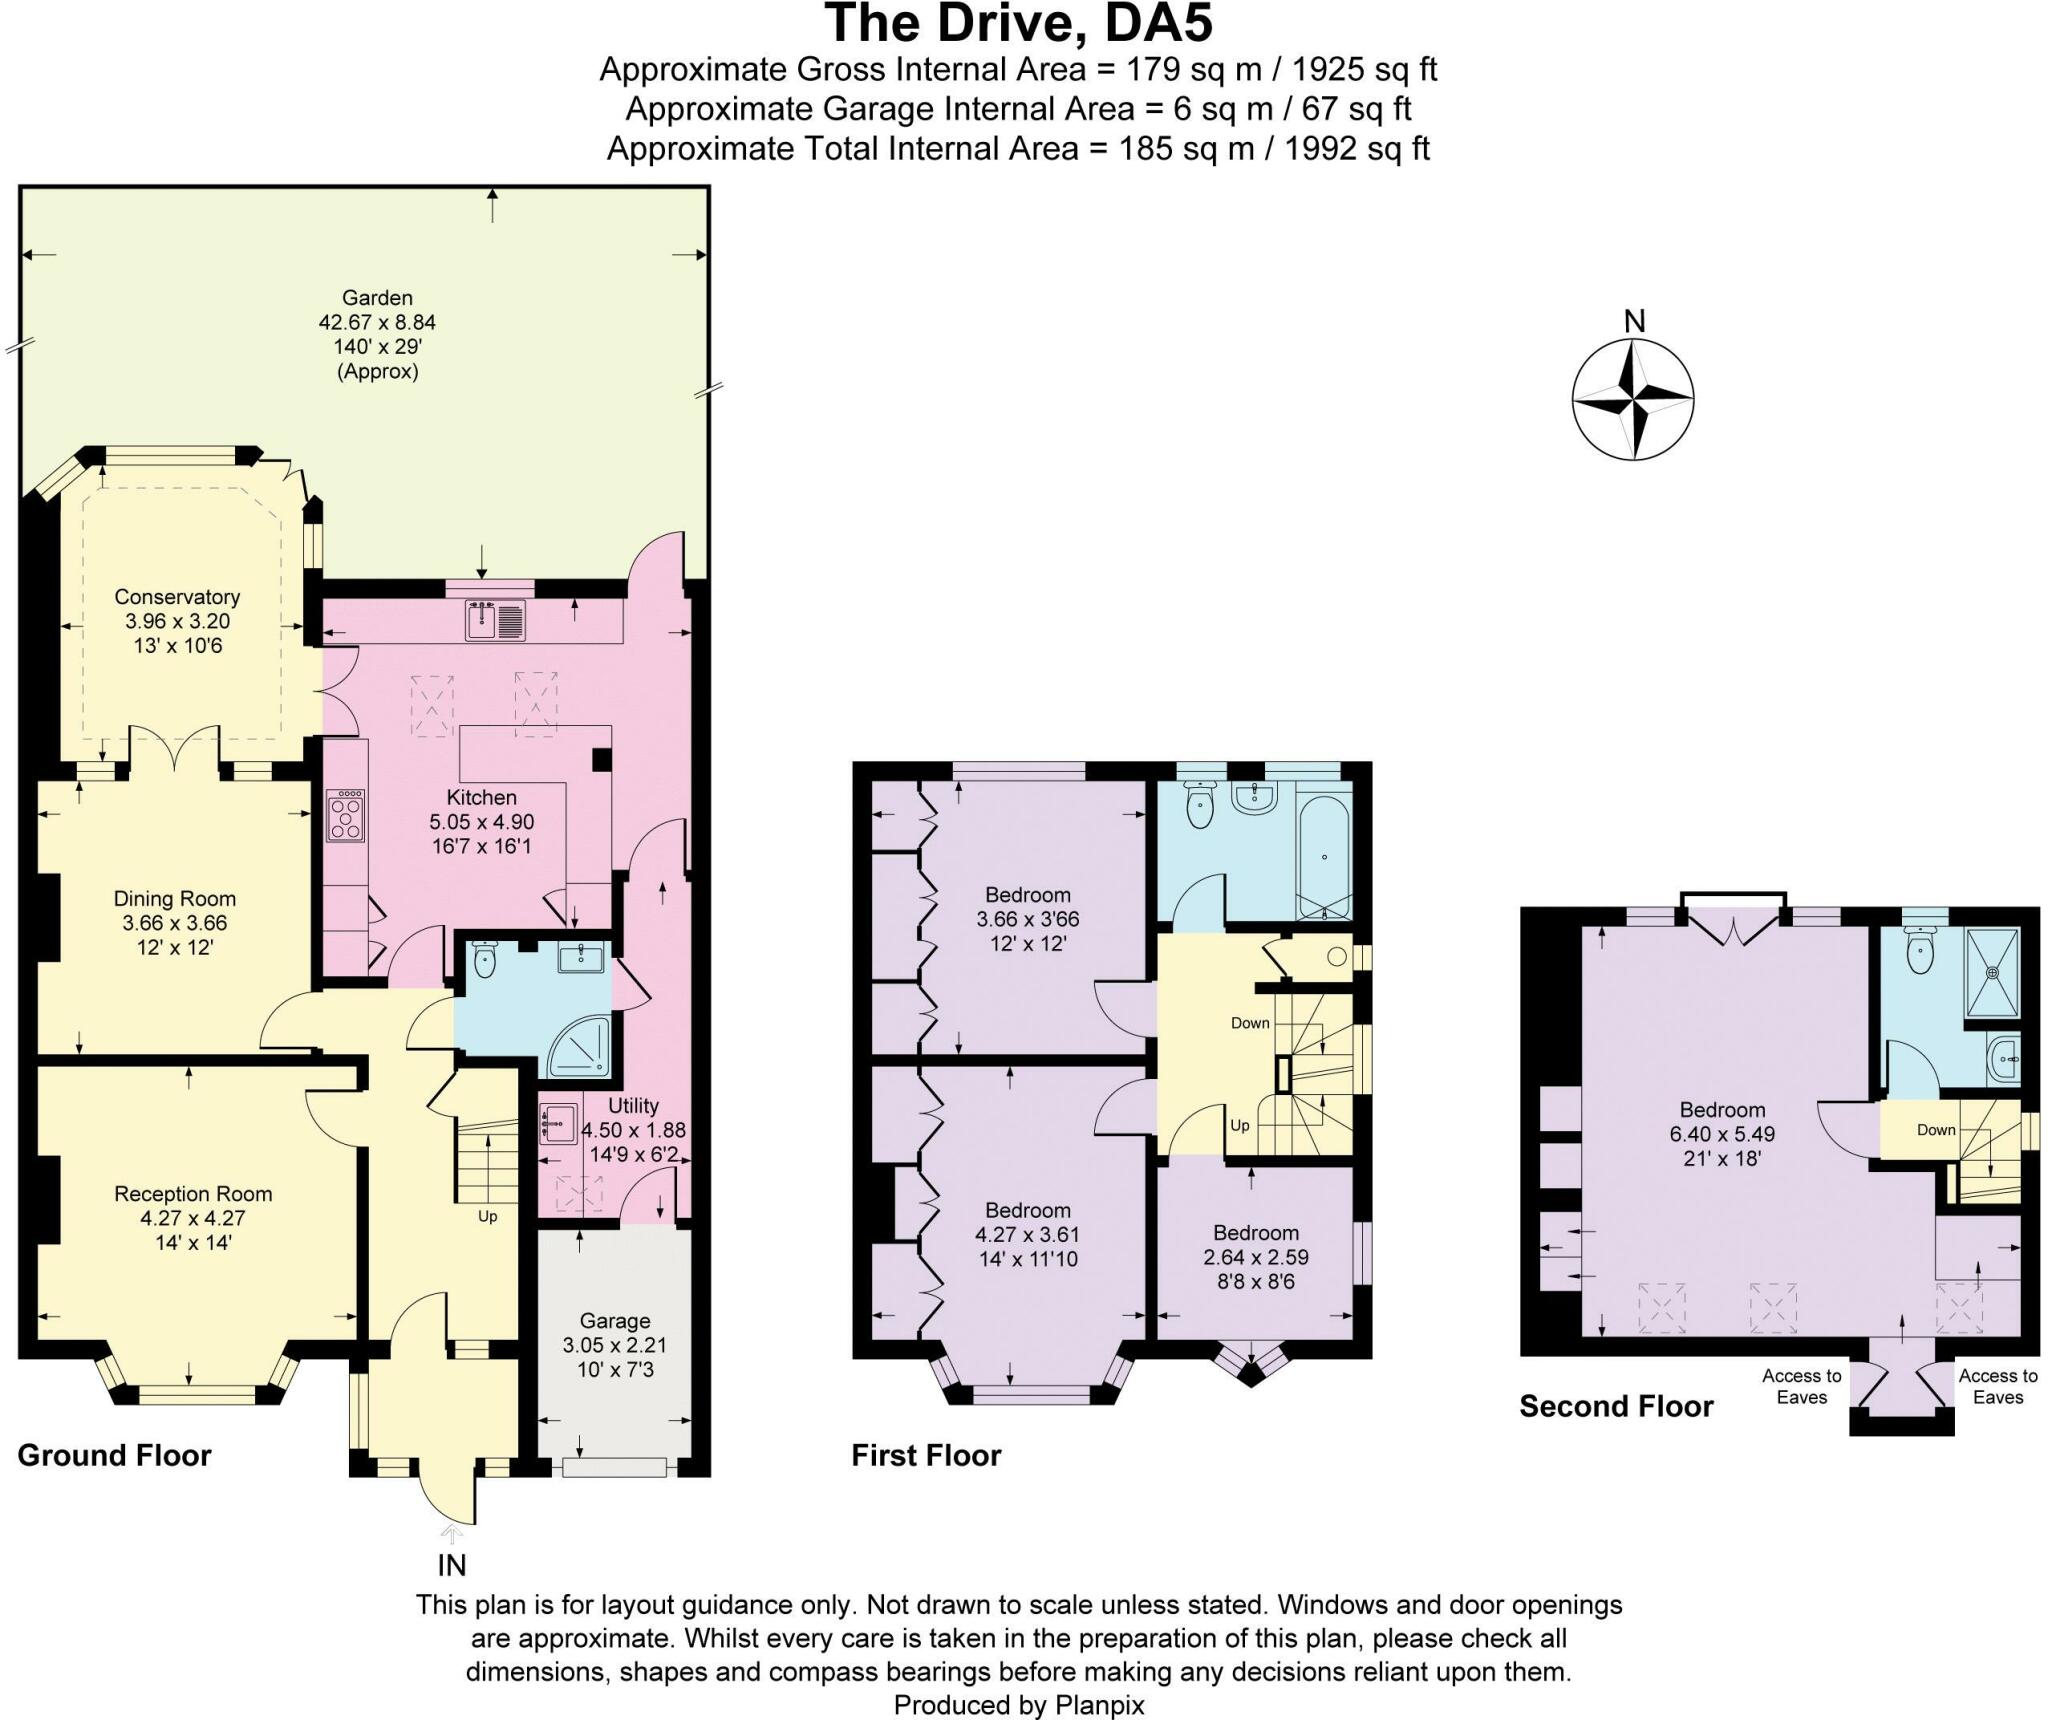 The Drive, DA5
Approximate Gross Internal Area = 179 sq m / 1925 sq ft
Approximate Garage Internal Area = 6 sq m / 67 sq ft
Approximate Total Internal Area = 185 sq m / 1992 sq ft
Garden
42.67 x 8.84
140' x 29'
(Approx)
N
Conservatory
3.96 x 3.20
13' x 10'6
Kitchen
5.05 x 4.90
16'7 x 16'1
Dining Room
3.66 x 3.66
12' x 12'
Utility
4.50 x 1.88
14'9 x 6'2
Reception Room
4.27 x 4.27
14' x 14'
Up
Garage
3.05 x 2.21
10' x 7'3
Ground Floor
IN
Bedroom
3.66 x 3'66
12' x 12'
Down
Up
Bedroom
4.27 x 3.61
14' x 11'10
Bedroom
2.64 x 2.59
8'8 x 8'6
First Floor
Bedroom
6.40 x 5.49
21' x 18'
Down
Access to
Eaves
Access to
Eaves
Second Floor
This plan is for layout guidance only. Not drawn to scale unless stated. Windows and door openings
are approximate. Whilst every care is taken in the preparation of this plan, please check all
dimensions, shapes and compass bearings before making any decisions reliant upon them.
Produced by Planpix